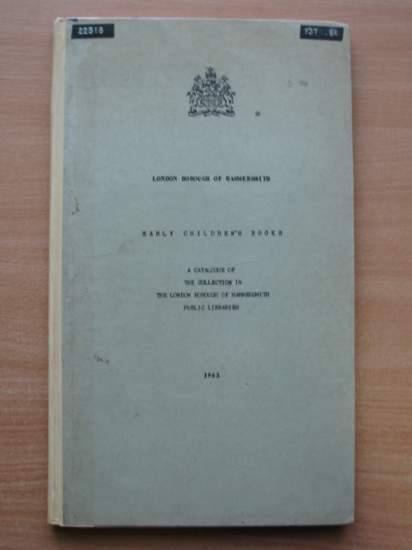 22515
LONDON BOROUGH OF HAMMERSMITH
EARLY CHILDREN'S BOOKS
A CATALOGUE OF
THE COLLECTION IN
THE LONDON BOROUGH OF HAMMERSMITH
PUBLIC LIBRARIES
1965